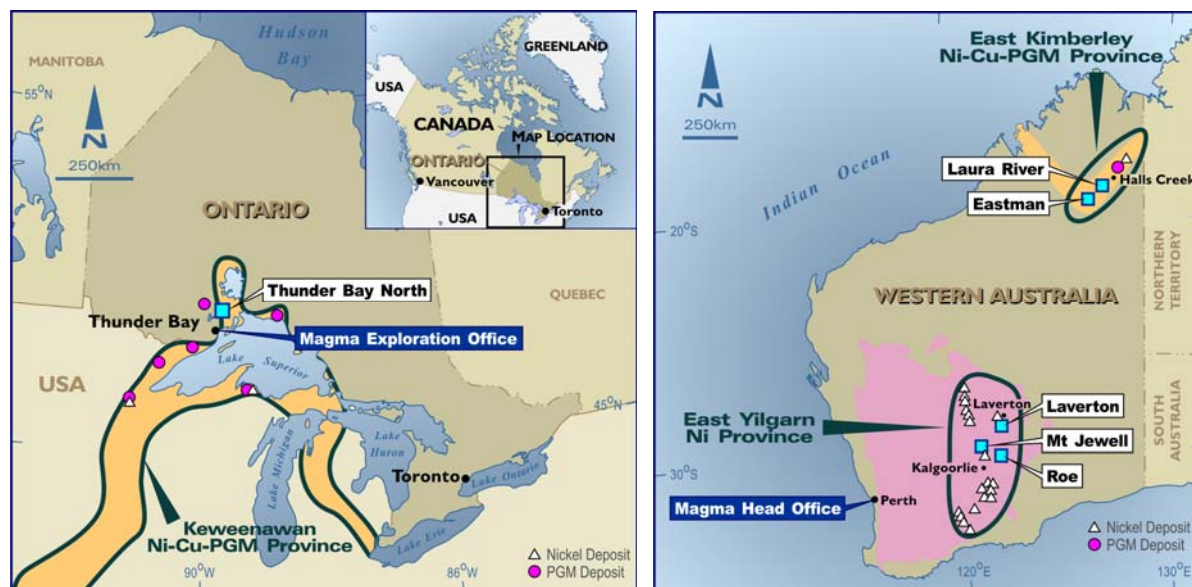 Hudson
Bay
MANITOBA
55°N
N
250km
ONTARIO
GREENLAND
USA
CANADA
MAP LOCATION
ONTARIO
Vancouver
USA
Toronto
QUEBEC
Thunder Bay North
Thunder Bay
Magma Exploration Office
Lake Superior
USA
45°N
Lake Michigan
Lake
Huron
Toronto
Lake Ontario
Lake Erie
Keweenawan
Ni-Cu-PGM Province
Nickel Deposit
PGM Deposit
90°W
86°W
East Kimberley
Ni-Cu-PGM
Province
N
250km
Laura River
Halls Creek
Eastman
Indian Ocean
20°S
NORTHERN
TERRITORY
WESTERN AUSTRALIA
East Yilgarn
Ni Province
Laverton
Laverton
Mt Jewell
Kalgoorlie
Roe
SOUTH
AUSTRALIA
30°S
Perth
Magma Head Office
Nickel Deposit
PGM Deposit
120°E
130°E